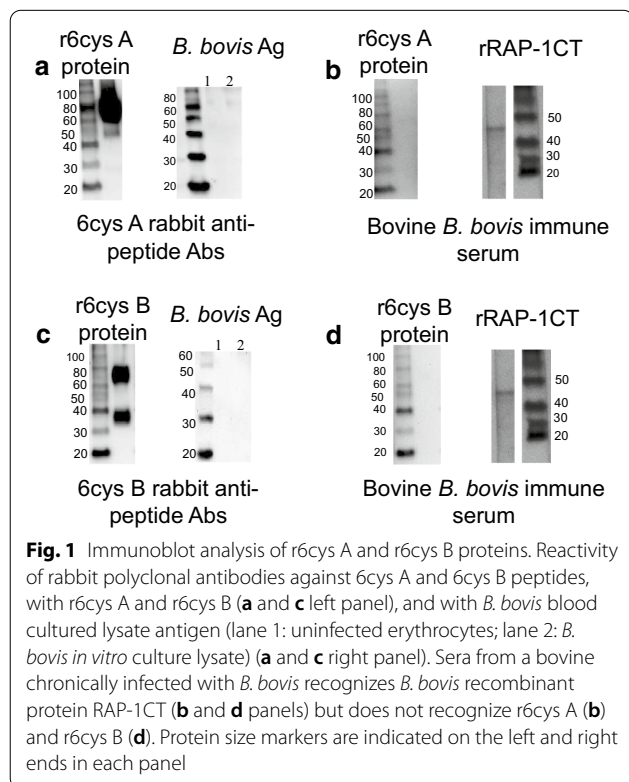 r6cys A
protein
B. bovis Ag
a
1 2
100
80
60
50
40
30
20
80
60
50
40
30
20
6cys A rabbit anti-
peptide Abs
r6cys A
protein
rRAP-1CT
b
100
80
60
50
40
30
20
50
40
30
20
Bovine B. bovis immune
serum
r6cys B
protein
B. bovis Ag
c
1 2
100
80
60
50
40
30
20
60
50
40
30
20
6cys B rabbit anti-
peptide Abs
r6cys B
protein
rRAP-1CT
d
100
80
60
50
40
30
20
50
40
30
20
Bovine B. bovis immune
serum
Fig. 1 Immunoblot analysis of r6cys A and r6cys B proteins. Reactivity
of rabbit polyclonal antibodies against 6cys A and 6cys B peptides,
with r6cys A and r6cys B (a and c left panel), and with B. bovis blood
cultured lysate antigen (lane 1: uninfected erythrocytes; lane 2: B.
bovis in vitro culture lysate) (a and c right panel). Sera from a bovine
chronically infected with B. bovis recognizes B. bovis recombinant
protein RAP-1CT (b and d panels) but does not recognize r6cys A (b)
and r6cys B (d). Protein size markers are indicated on the left and right
ends in each panel